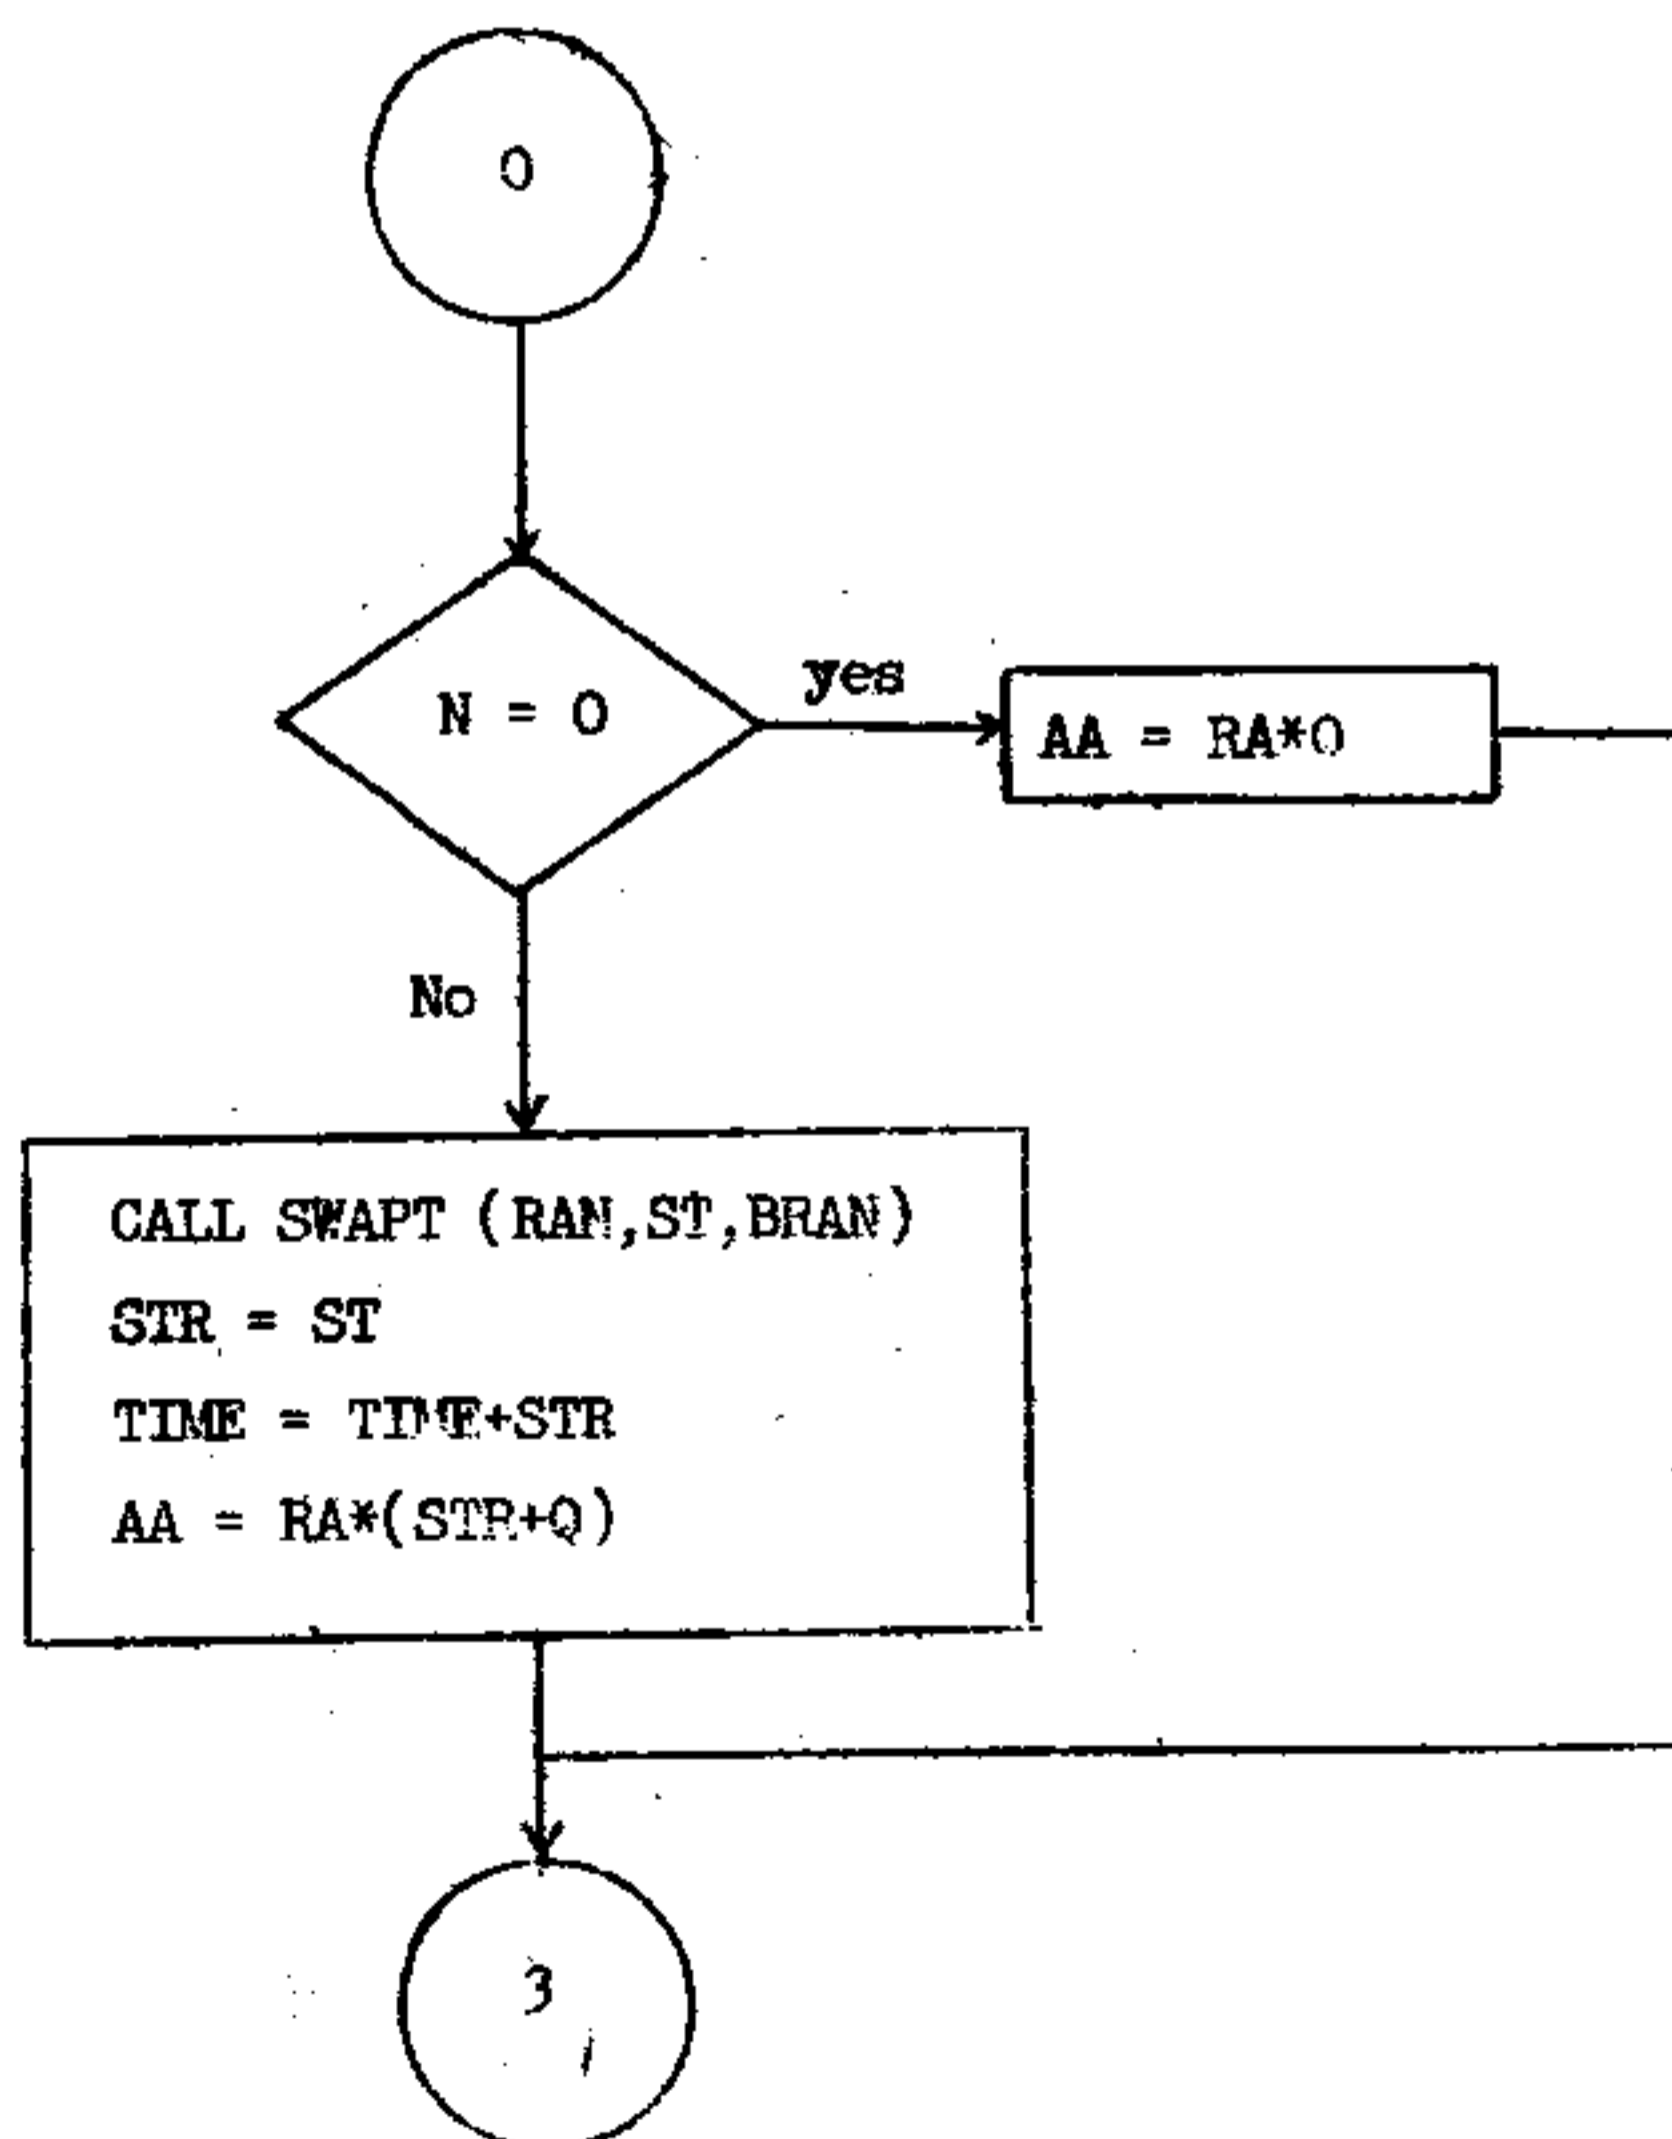 O
N = O
yes
AA = RA*O
No
CALL SWAPT (RAN,ST,BRAN)
STR = ST
TIME = TIME+STR
AA = RA*(STR+Q)
3